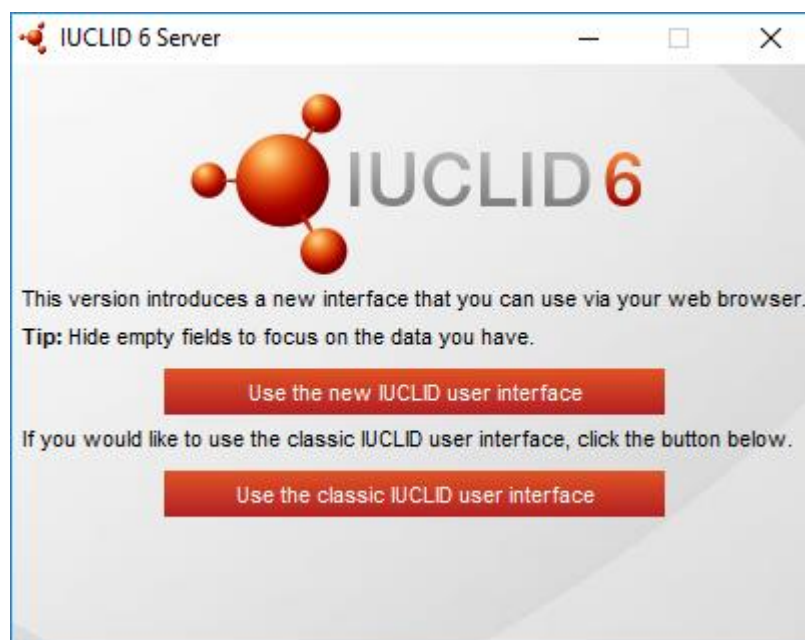 IUCLID 6 Server
IUCLID 6
This version introduces a new interface that you can use via your web browser.
Tip: Hide empty fields to focus on the data you have.
Use the new IUCLID user interface
If you would like to use the classic IUCLID user interface, click the button below.
Use the classic IUCLID user interface